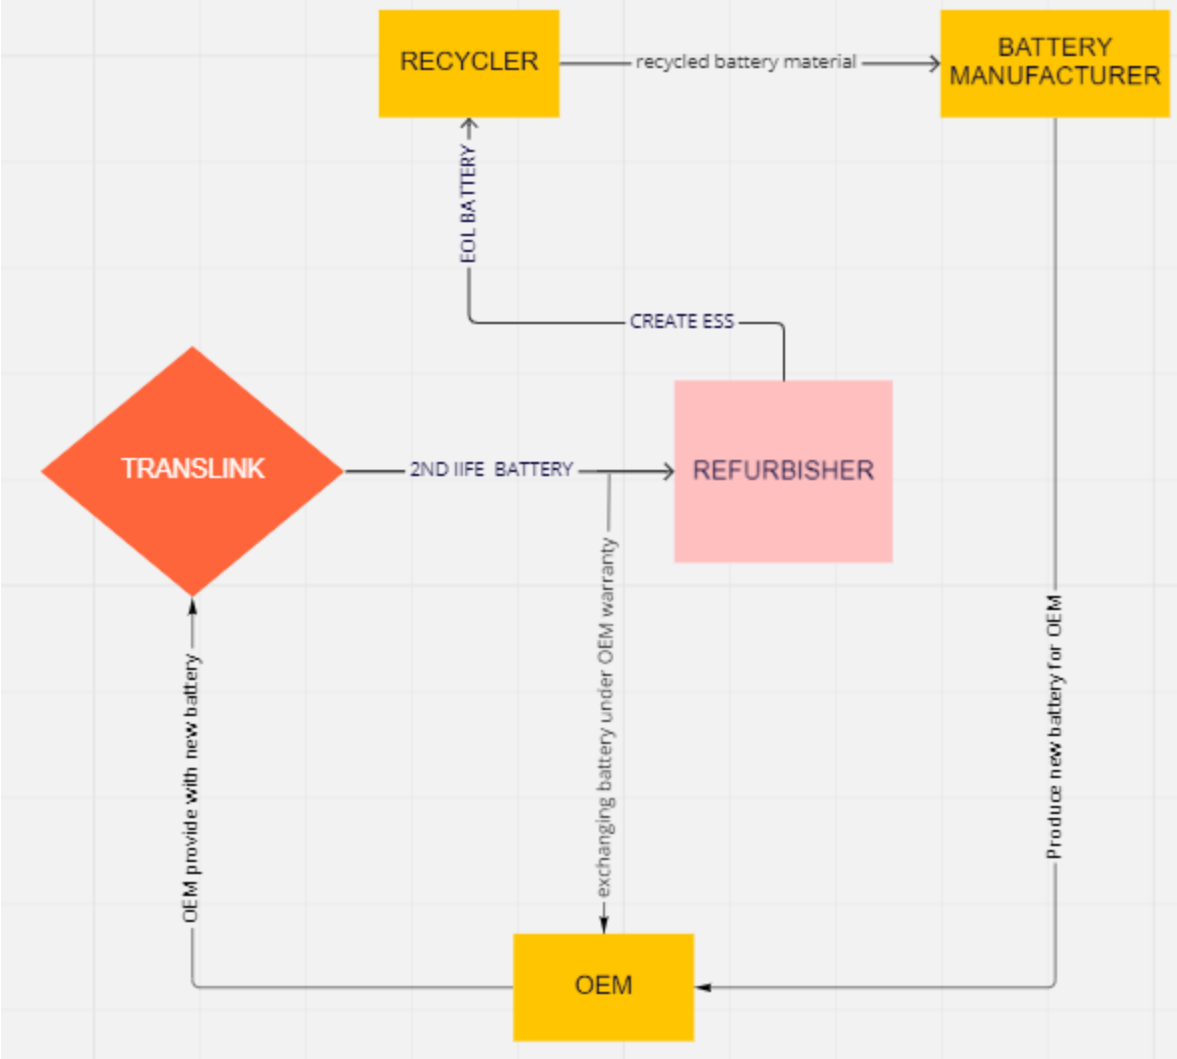 RECYCLER
recycled battery material
BATTERY
MANUFACTURER
EOL BATTERY
CREATE ESS
TRANSLINK
2ND IIFE BATTERY
REFURBISHER
exchanging battery under OEM warranty
Produce new battery for OEM
OEM provide with new battery
OEM